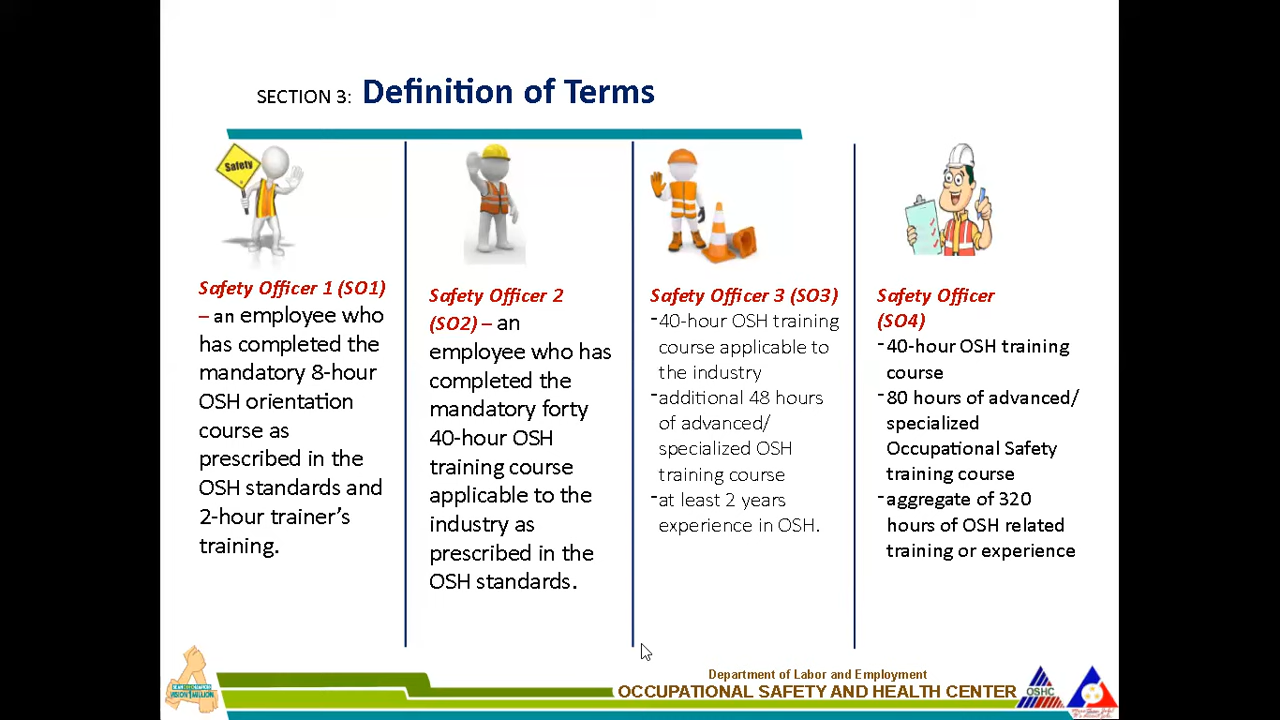 SECTION 3: Definition of Terms
Safety
Safety Officer 1 (SO1)
– an employee who
has completed the
mandatory 8-hour
OSH orientation
course as
prescribed in the
OSH standards and
2-hour trainer's
training.
Safety Officer 2
(SO2) – an
employee who has
completed the
mandatory forty
40-hour OSH
training course
applicable to the
industry as
prescribed in the
OSH standards.
Safety Officer 3 (SO3)
-40-hour OSH training
course applicable to
the industry
-additional 48 hours
of advanced/
specialized OSH
training course
-at least 2 years
experience in OSH.
Safety Officer
(SO4)
-40-hour OSH training
course
-80 hours of advanced/
specialized
Occupational Safety
training course
-aggregate of 320
hours of OSH related
training or experience
Department of Labor and Employment
OCCUPATIONAL SAFETY AND HEALTH CENTER
OSHC